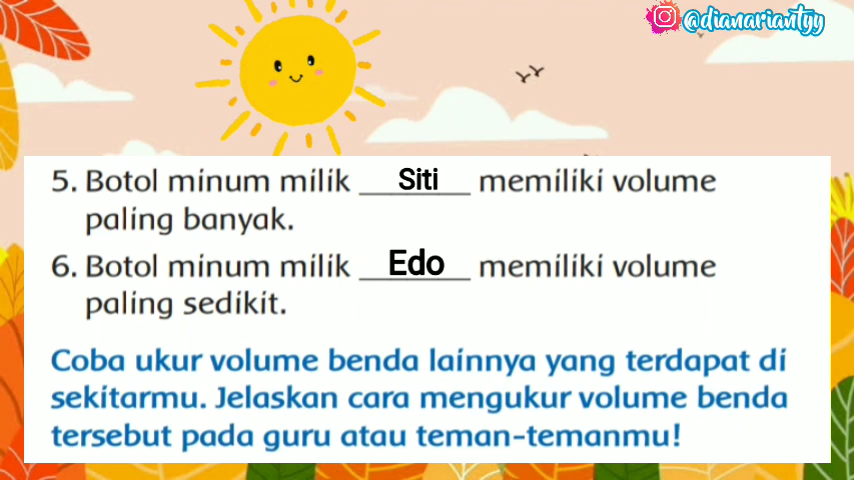 @dianariantyy
5. Botol minum milik Siti memiliki volume
paling banyak.
6. Botol minum milik Edo memiliki volume
paling sedikit.
Coba ukur volume benda lainnya yang terdapat di
sekitarmu. Jelaskan cara mengukur volume benda
tersebut pada guru atau teman-temanmu!